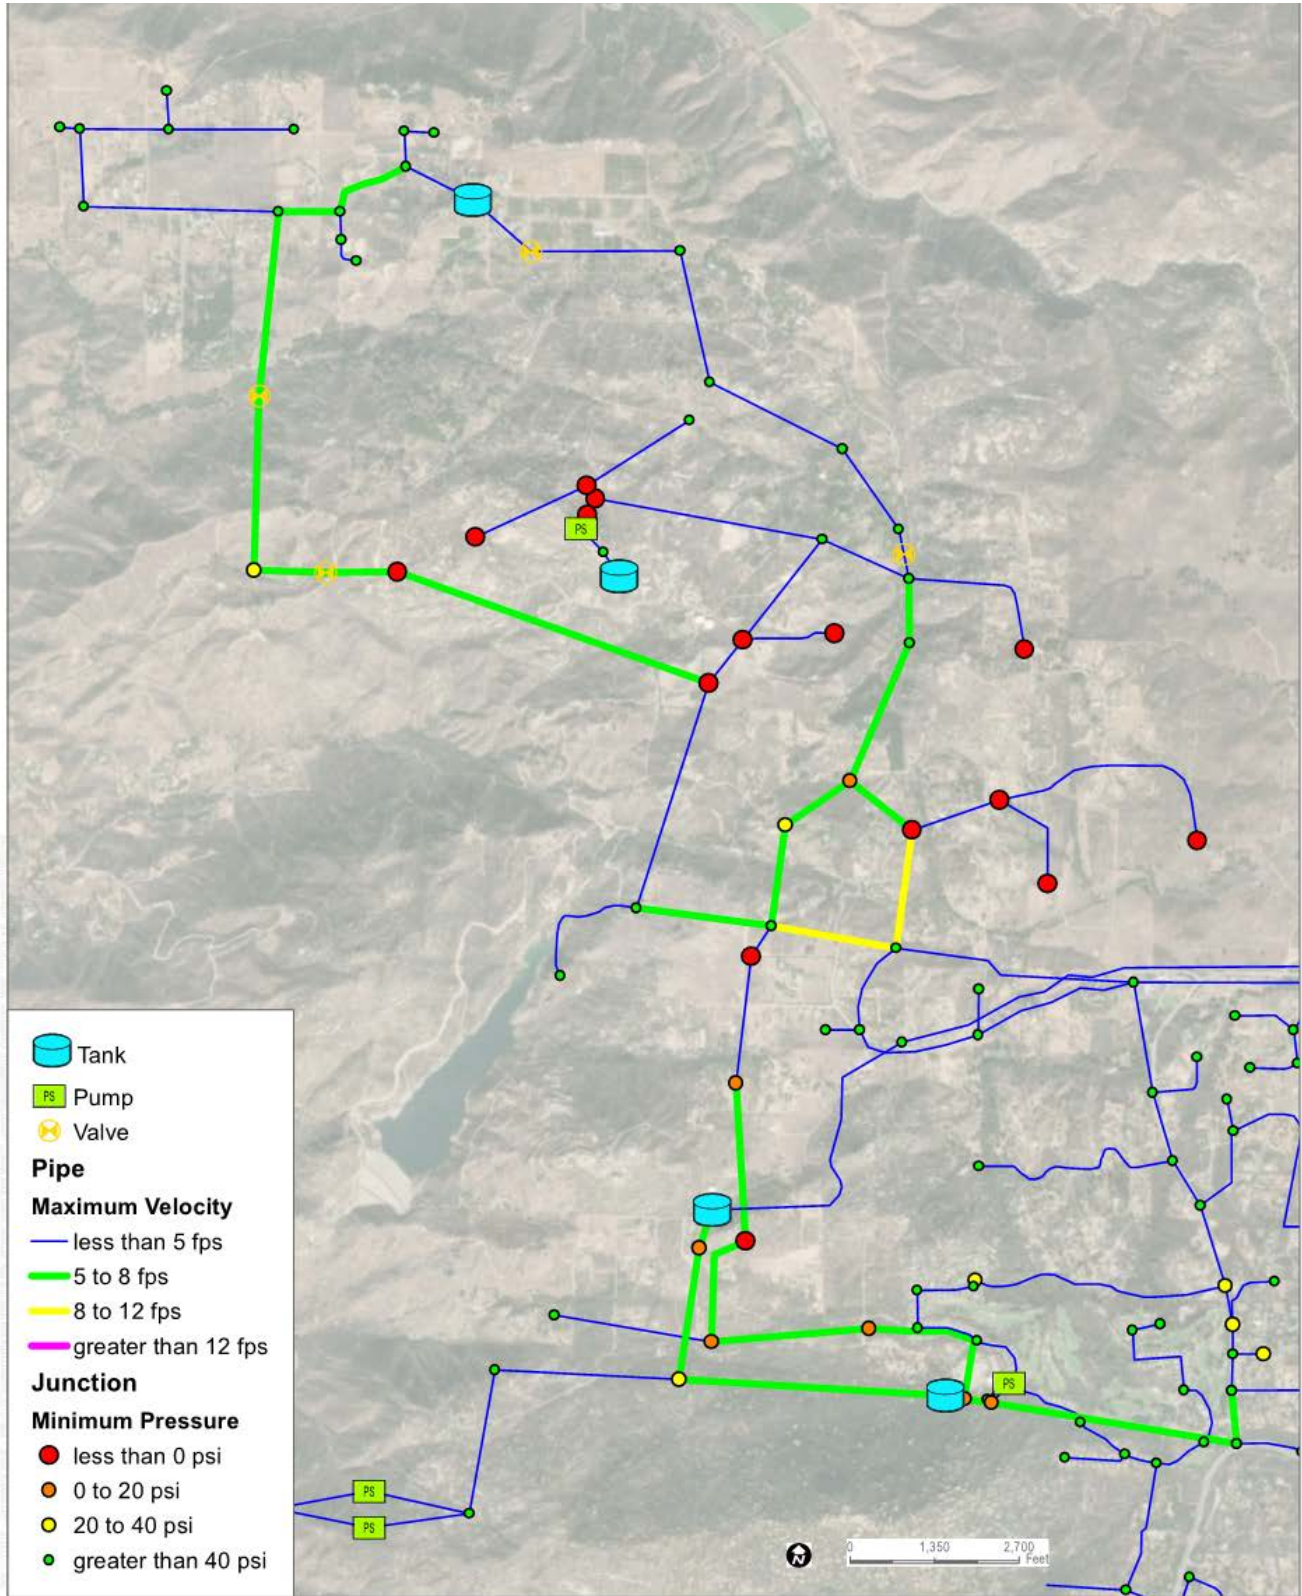 PS
PS
Tank
PS Pump
Valve
Pipe
Maximum Velocity
less than 5 fps
5 to 8 fps
8 to 12 fps
greater than 12 fps
Junction
Minimum Pressure
less than 0 psi
0 to 20 psi
20 to 40 psi
greater than 40 psi
PS
PS
N
0 1,350 2,700
Feet